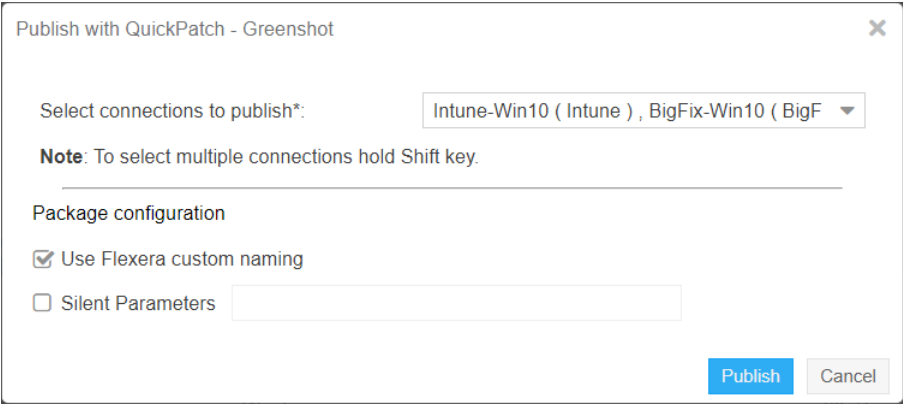 Publish with QuickPatch - Greenshot
Select connections to publish*: Intune-Win10 ( Intune ) , BigFix-Win10 ( BigF
Note: To select multiple connections hold Shift key.
Package configuration
Use Flexera custom naming
Silent Parameters
Publish Cancel